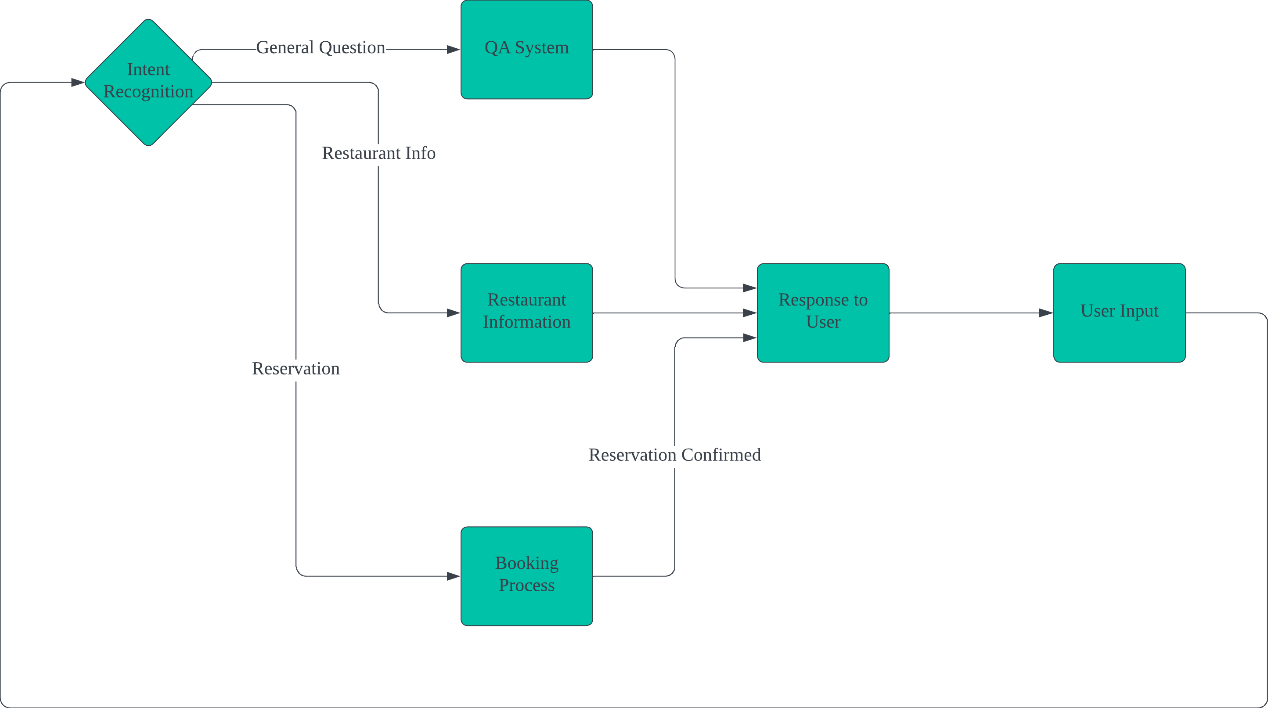 Intent
Recognition
General Question
QA System
Restaurant Info
Restaurant
Information
Response to
User
User Input
Reservation
Reservation Confirmed
Booking
Process